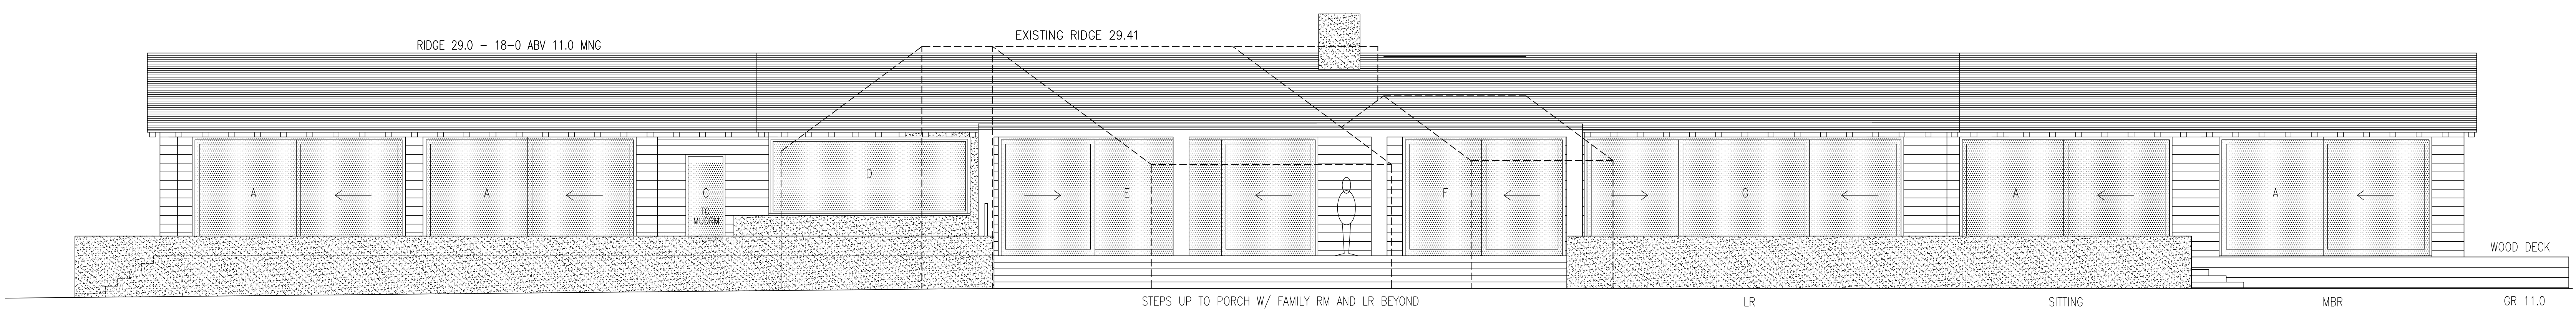 EXISTING RIDGE 29.41
RIDGE 29.0 - 18-0 ABV 11.0 MNG
A
A
C
TO
MUDRM
D
E
F
G
A
A
WOOD DECK
STEPS UP TO PORCH W/ FAMILY RM AND LR BEYOND
LR
SITTING
MBR
GR 11.0